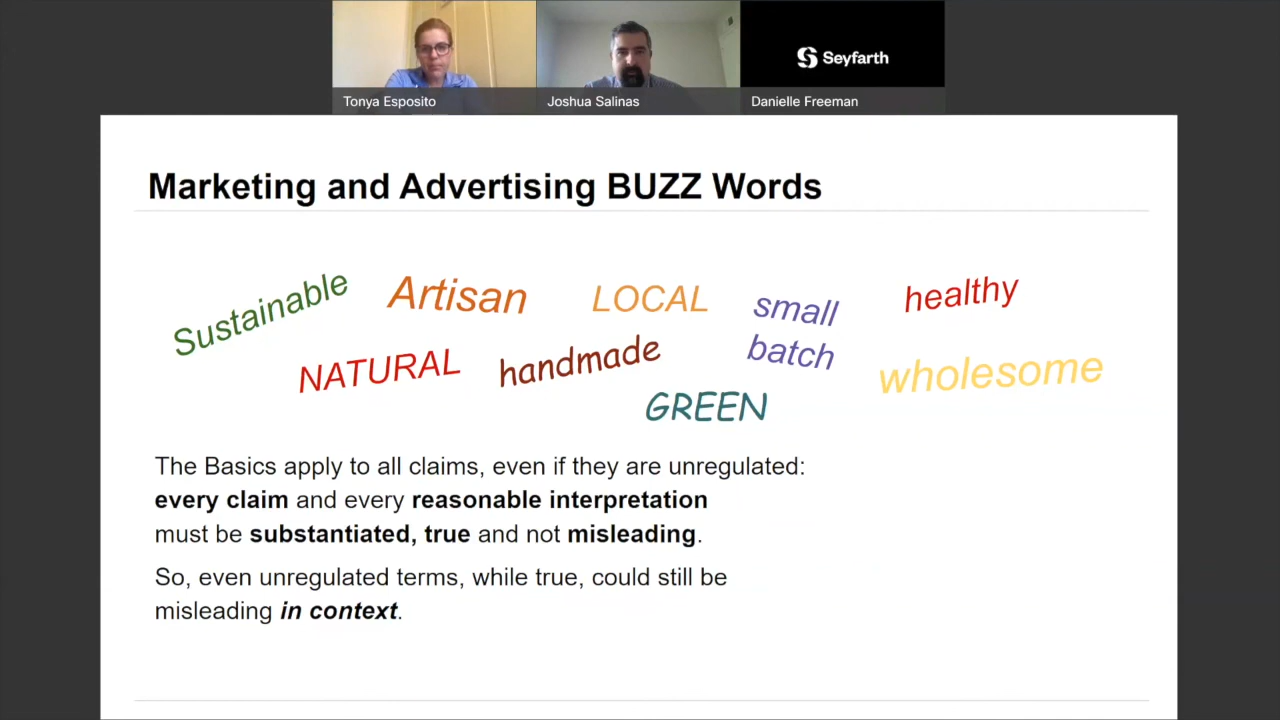 Seyfarth
Tonya Esposito
Joshua Salinas
Danielle Freeman
Marketing and Advertising BUZZ Words
Sustainable
Artisan
LOCAL
small
batch
healthy
NATURAL
handmade
wholesome
GREEN
The Basics apply to all claims, even if they are unregulated:
every claim and every reasonable interpretation
must be substantiated, true and not misleading.
So, even unregulated terms, while true, could still be
misleading in context.